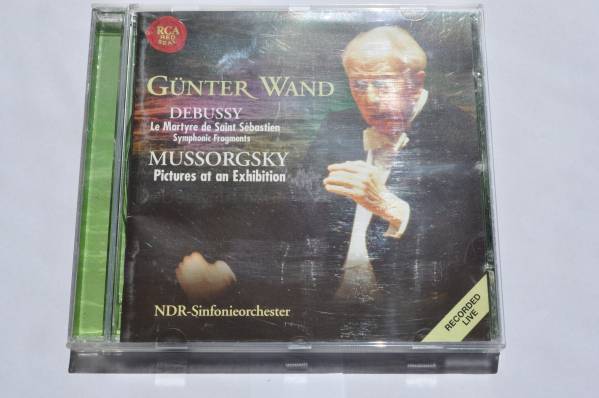 RCA
RED
SEAL
GÜNTER WAND
DEBUSSY
Le Martyre de Saint Sébastien
Symphonic Fragments
MUSSORGSKY
Pictures at an Exhibition
NDR-Sinfonieorchester
RECORDED
LIVE